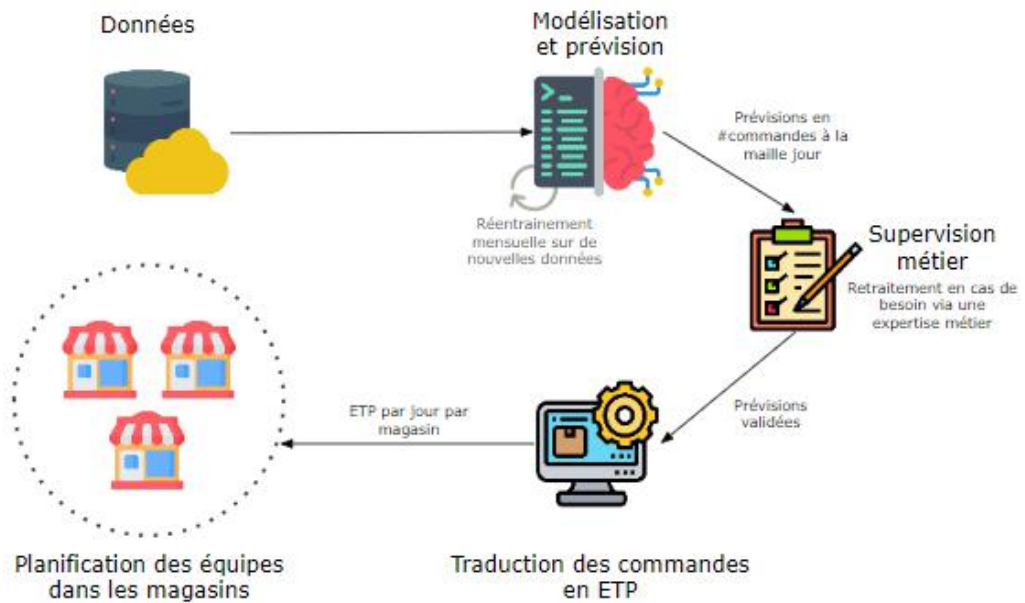 Données
Modélisation
et prévision
Prévisions en
#commandes à la
maille jour
Réentrainement
mensuelle sur de
nouvelles données
Supervision
métier
Retraitement en cas de
besoin via une
expertise métier
Prévisions
validées
ETP par jour par
magasin
Planification des équipes
dans les magasins
Traduction des commandes
en ETP